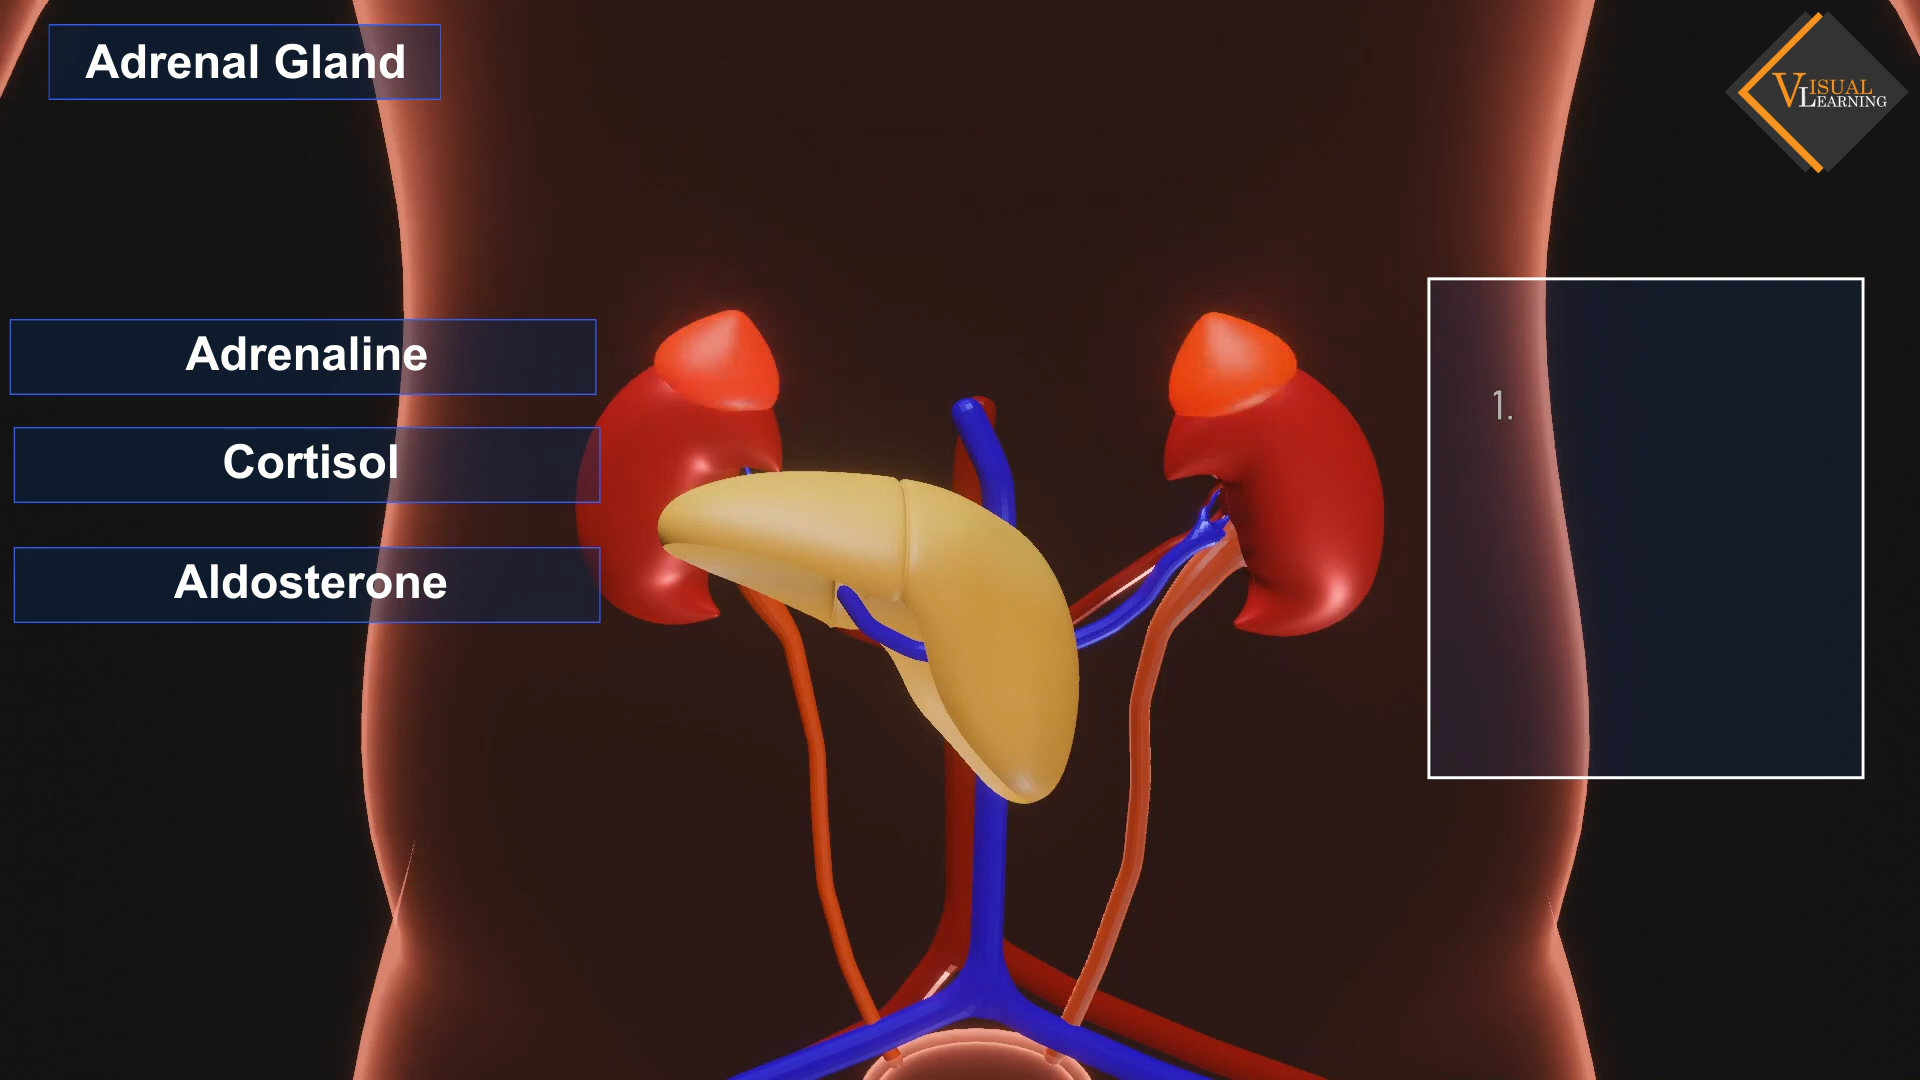 Adrenal Gland
VISUAL
LEARNING
Adrenaline
1.
Cortisol
Aldosterone